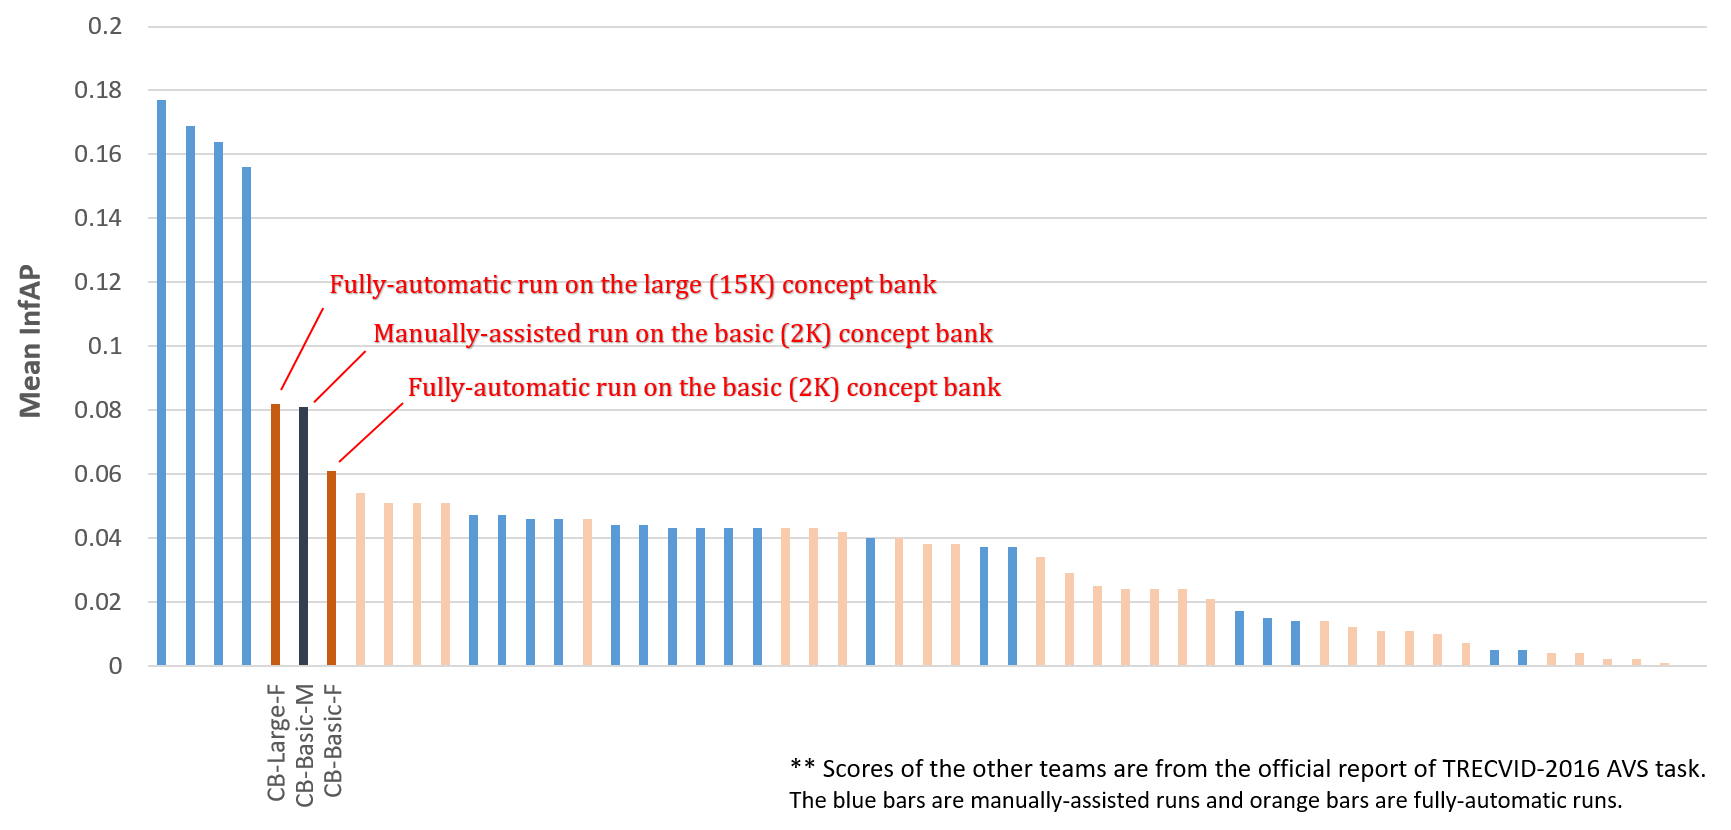 0.2
0.18
0.16
0.14
0.12
0.1
0.08
0.06
0.04
0.02
0
Mean InfAP
Fully-automatic run on the large (15K) concept bank
Manually-assisted run on the basic (2K) concept bank
Fully-automatic run on the basic (2K) concept bank
CB-Large-F
CB-Basic-M
CB-Basic-F
** Scores of the other teams are from the official report of TRECVID-2016 AVS task.
The blue bars are manually-assisted runs and orange bars are fully-automatic runs.